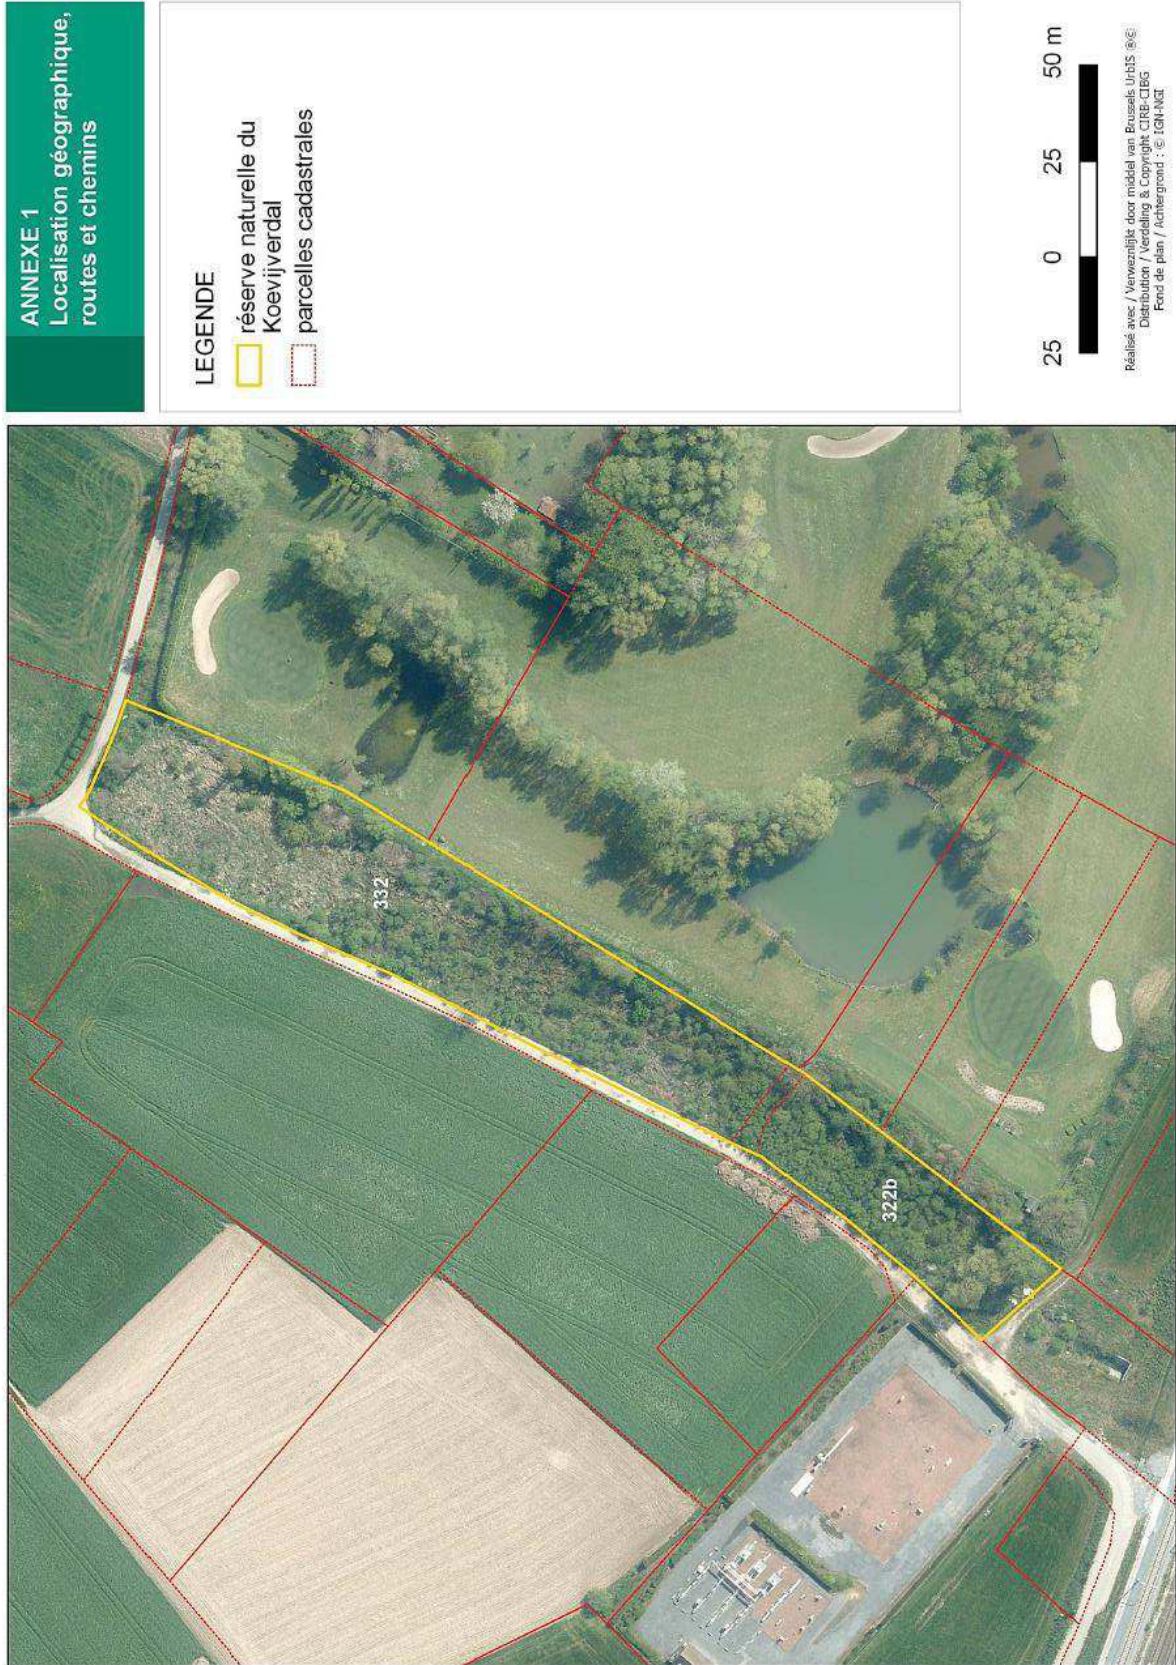 ANNEXE 1
Localisation géographique,
routes et chemins
LEGENDE
réserve naturelle du
Koevijverdal
parcelles cadastrales
25 0 25 50 m
Réalisé avec / Verweznlijkt door middel van Brussels UrbIS ®©
Distribution / Verdeling & Copyright CIRB-CIBG
Fond de plan / Achtergrond : © IGN-NGI
332
322b